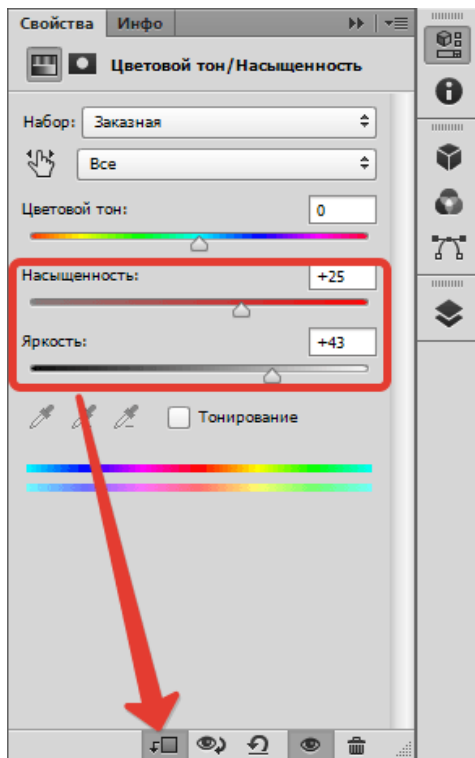 Свойства Инфо
Цветовой тон/Насыщенность
Набор: Заказная
Все
Цветовой тон: 0
Насыщенность: +25
Яркость: +43
Тонирование